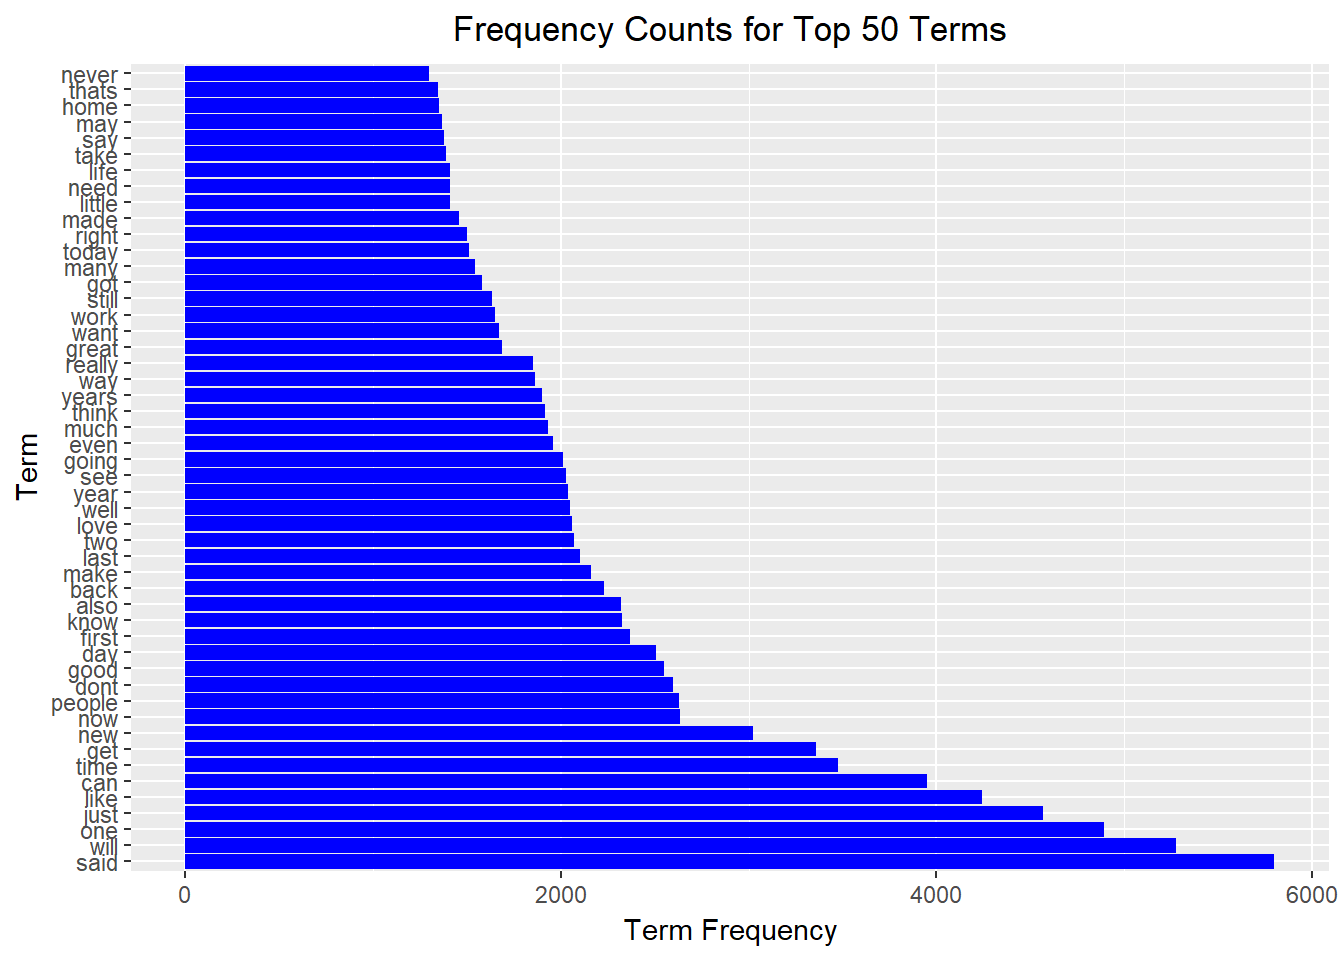 Frequency Counts for Top 50 Terms
Term
never
thats
home
may
say
take
life
need
little
made
right
today
many
got
still
work
want
great
really
way
years
think
much
even
going
see
year
well
love
two
last
make
back
also
know
first
day
good
dont
people
now
new
get
time
can
like
just
one
will
said
0 2000 4000 6000
Term Frequency